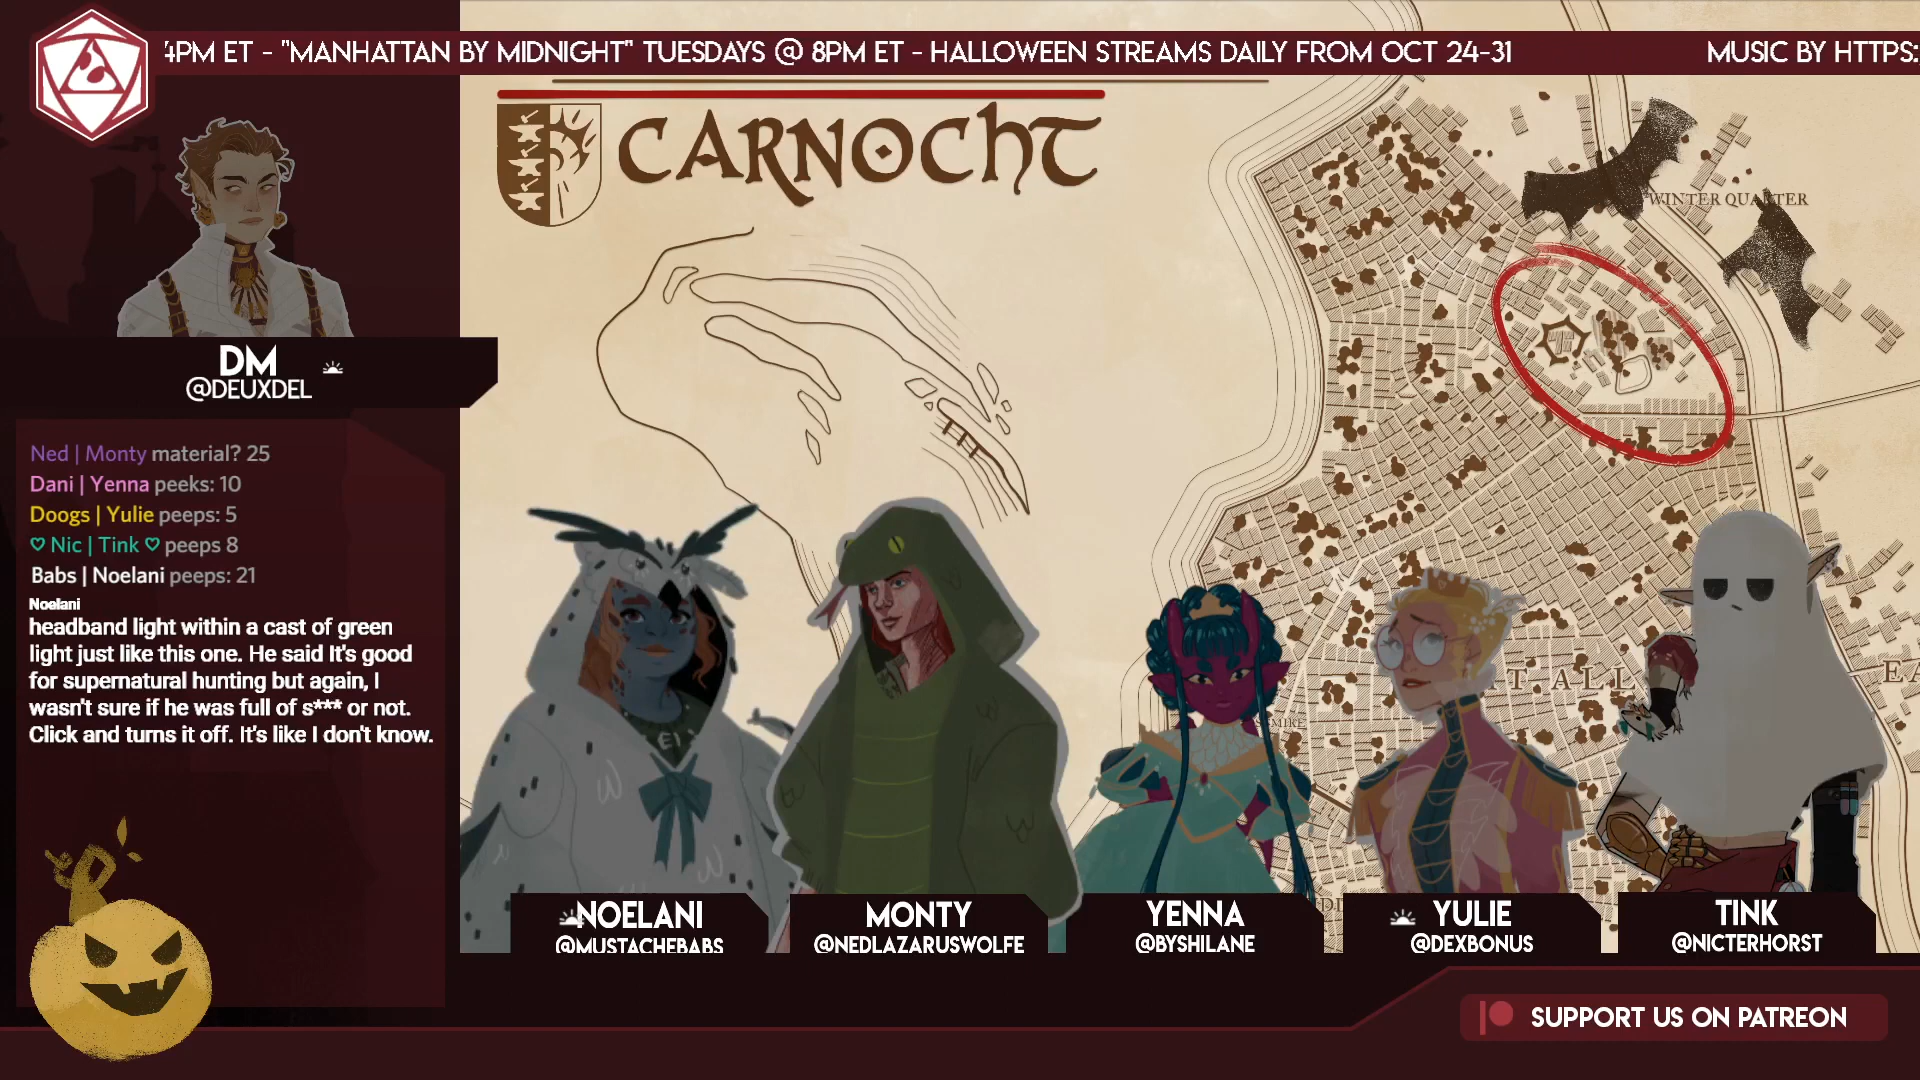 4PM ET - "MANHATTAN BY MIDNIGHT" TUESDAYS @ 8PM ET - HALLOWEEN STREAMS DAILY FROM OCT 24-31 MUSIC BY HTTPS:
CARNOCHT
WINTER QUARTER
DM
@DEUXDEL
Ned | Monty material? 25
Dani | Yenna peeks: 10
Doogs | Yulie peeps: 5
♡ Nic | Tink ♡ peeps 8
Babs | Noelani peeps: 21
Noelani
headband light within a cast of green
light just like this one. He said It's good
for supernatural hunting but again, I
wasn't sure if he was full of s*** or not.
Click and turns it off. It's like I don't know.
NOELANI
@MUSTACHEBABS
MONTY
@NEDLAZARUSWOLFE
YENNA
@BYSHILANE
YULIE
@DEXBONUS
TINK
@NICTERHORST
SUPPORT US ON PATREON